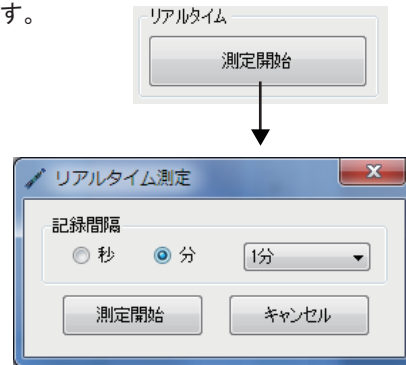 す。
リアルタイム
測定開始
リアルタイム測定
記録間隔
秒 分 1分
測定開始 キャンセル